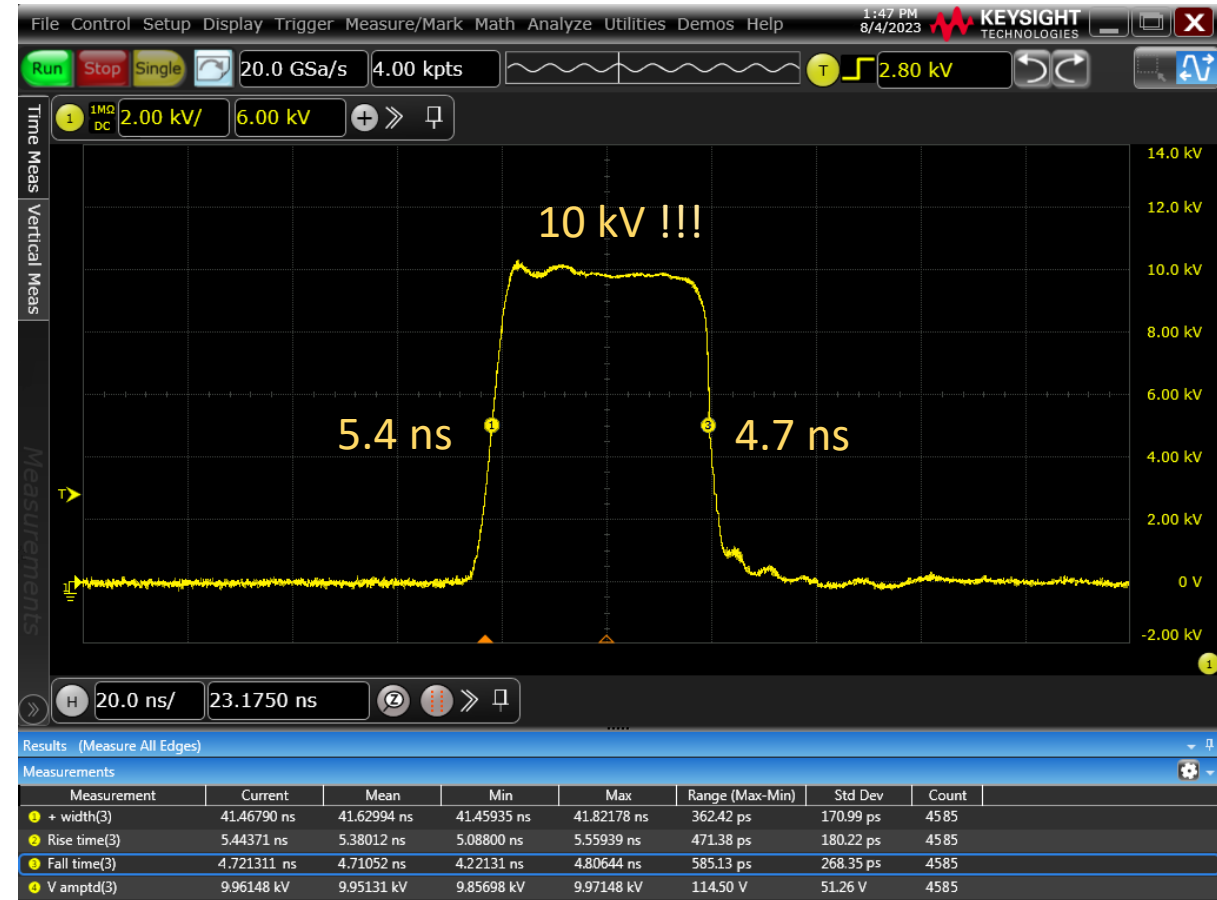 File Control Setup Display Trigger Measure/Mark Math Analyze Utilities Demos Help
1:47 PM
8/4/2023
KEYSIGHT
TECHNOLOGIES
Run Stop Single 20.0 GSa/s 4.00 kpts T 2.80 kV
1 1MΩ DC 2.00 kV/ 6.00 kV
Time Meas
Vertical Meas
Measurements
14.0 kV
12.0 kV
10 kV !!!
10.0 kV
8.00 kV
6.00 kV
5.4 ns 1 3 4.7 ns
4.00 kV
T
2.00 kV
1 0 V
-2.00 kV
1
H 20.0 ns/ 23.1750 ns Z
Results (Measure All Edges)
Measurements
Measurement Current Mean Min Max Range (Max-Min) Std Dev Count
1 + width(3) 41.46790 ns 41.62994 ns 41.45935 ns 41.82178 ns 362.42 ps 170.99 ps 4585
2 Rise time(3) 5.44371 ns 5.38012 ns 5.08800 ns 5.55939 ns 471.38 ps 180.22 ps 4585
3 Fall time(3) 4.721311 ns 4.71052 ns 4.22131 ns 4.80644 ns 585.13 ps 268.35 ps 4585
4 V amptd(3) 9.96148 kV 9.95131 kV 9.85698 kV 9.97148 kV 114.50 V 51.26 V 4585